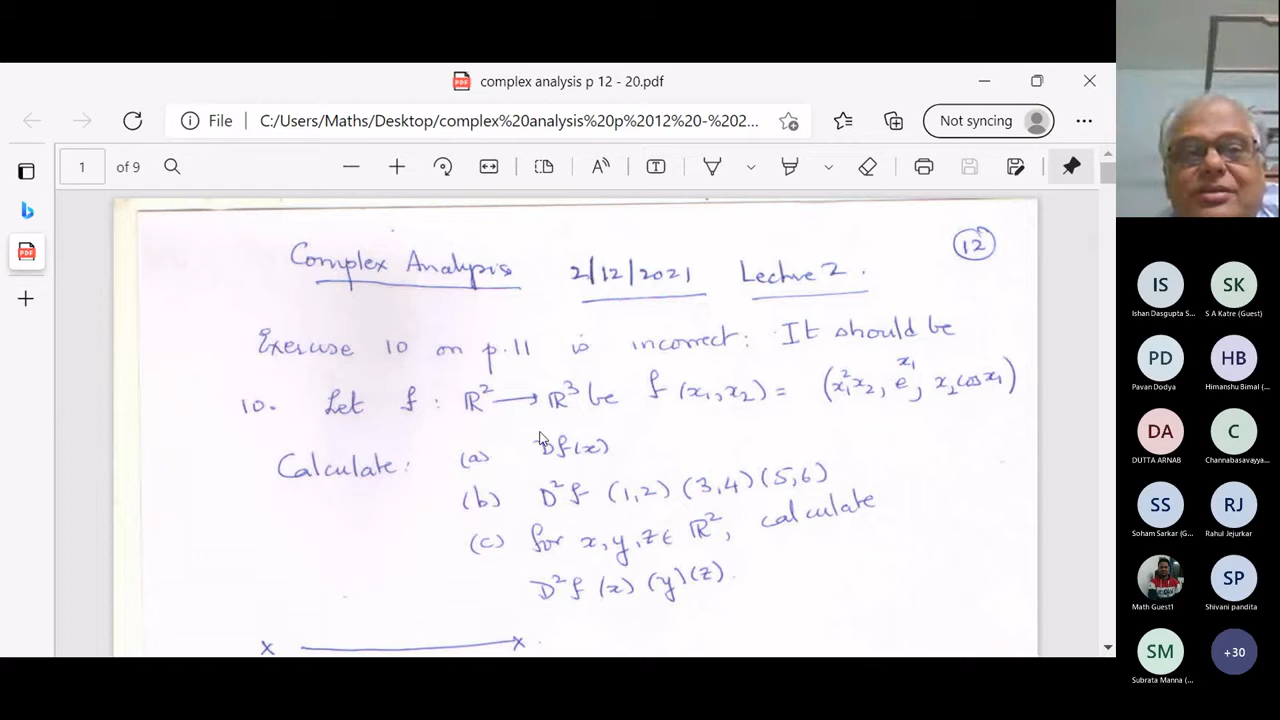 complex analysis p 12 - 20.pdf
File
C:/Users/Maths/Desktop/complex%20analysis%20p%2012%20-%202...
Not syncing
1 of 9
Complex Analysis 2/12/2021 Lecture 2.
12
Exercise 10 on p.11 is incorrect: It should be
10. Let f : ℝ² → ℝ³ be f(x₁,x₂) = (x₁²x₂, e^x₁, x₂cosx₁)
Calculate: (a) Df(x)
(b) D²f (1,2) (3,4) (5,6)
(c) for x,y,z ∈ ℝ², calculate
D²f (x) (y)(z).
x x
IS
Ishan Dasgupta S...
SK
S A Katre (Guest)
PD
Pavan Dodya
HB
Himanshu Bimal (...
DA
DUTTA ARNAB
C
Channabasavayya...
SS
Soham Sarkar (G...
RJ
Rahul Jejurkar
Math Guest1
SP
Shivani pandita
SM
Subrata Manna (...
+30